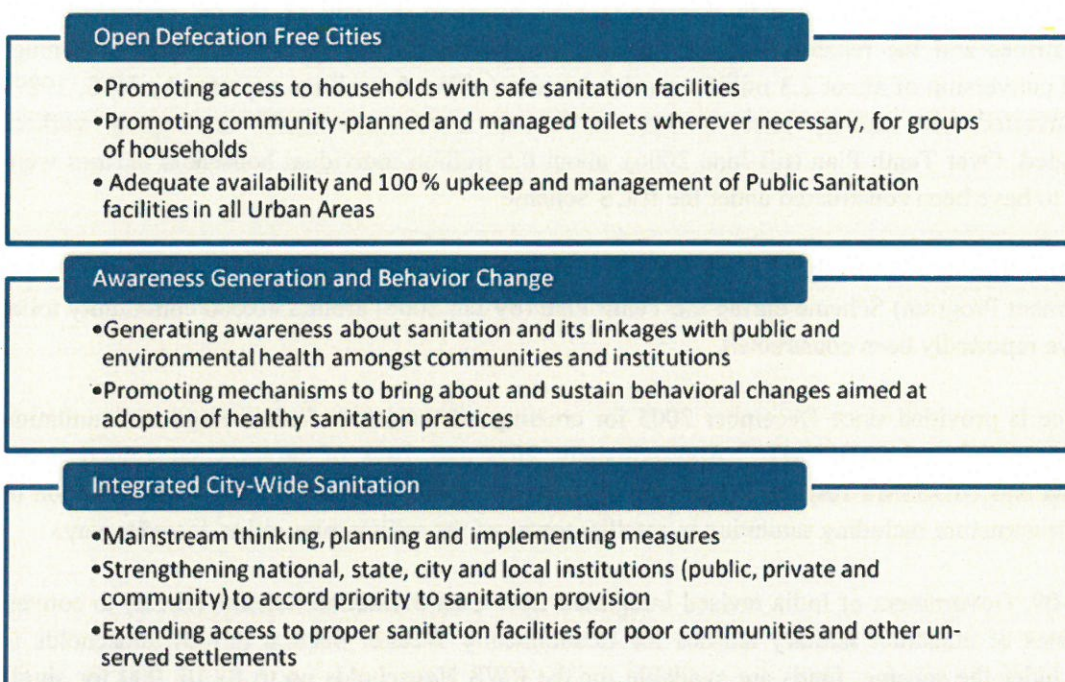 Open Defecation Free Cities
•Promoting access to households with safe sanitation facilities
•Promoting community-planned and managed toilets wherever necessary, for groups
of households
• Adequate availability and 100 % upkeep and management of Public Sanitation
facilities in all Urban Areas
Awareness Generation and Behavior Change
•Generating awareness about sanitation and its linkages with public and
environmental health amongst communities and institutions
•Promoting mechanisms to bring about and sustain behavioral changes aimed at
adoption of healthy sanitation practices
Integrated City-Wide Sanitation
•Mainstream thinking, planning and implementing measures
•Strengthening national, state, city and local institutions (public, private and
community) to accord priority to sanitation provision
•Extending access to proper sanitation facilities for poor communities and other un-
served settlements